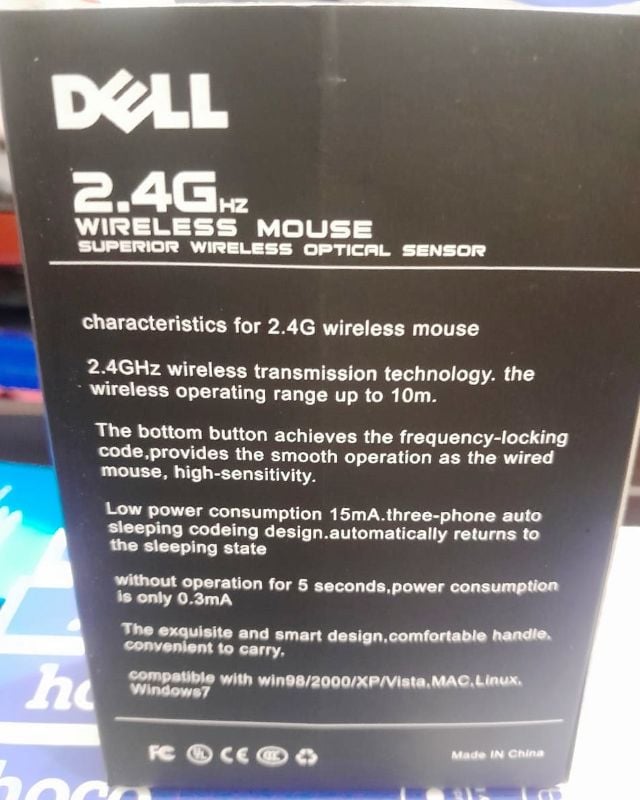 DELL
2.4GHZ
WIRELESS MOUSE
SUPERIOR WIRELESS OPTICAL SENSOR
characteristics for 2.4G wireless mouse
2.4GHz wireless transmission technology. the
wireless operating range up to 10m.
The bottom button achieves the frequency-locking
code,provides the smooth operation as the wired
mouse, high-sensitivity.
Low power consumption 15mA.three-phone auto
sleeping codeing design.automatically returns to
the sleeping state
without operation for 5 seconds,power consumption
is only 0.3mA
The exquisite and smart design,comfortable handle.
convenient to carry,
compatible with win98/2000/XP/Vista,MAC,Linux.
Windows7
FC UL CE CCC
Made IN China
hoco